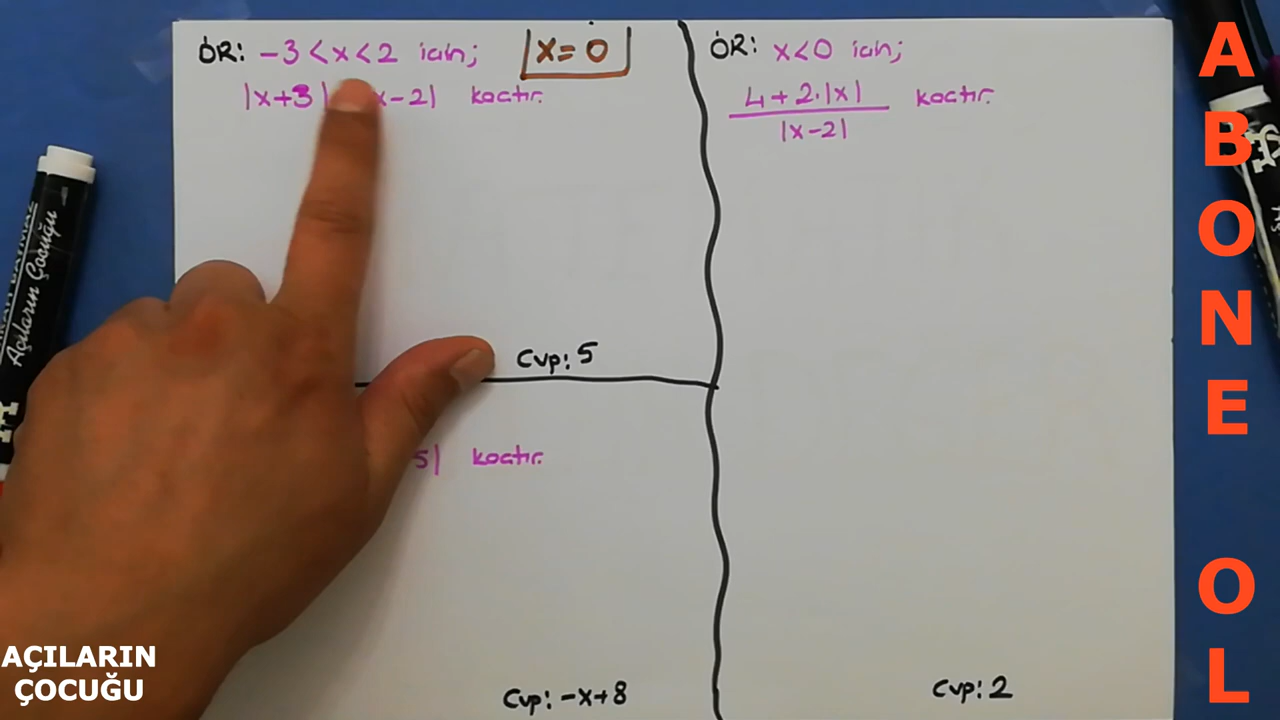 ÖR: -3 < x < 2 için;
|x=0|
|x+3| x-2| kaçtır.
Cvp: 5
5| kaçtır.
Cvp: -x+8
ÖR: x<0 için;
4+2.|x|
|x-2|
kaçtır.
Cvp: 2
Açıların Çocuğu
AÇILARIN
ÇOCUĞU
ABONE
OL